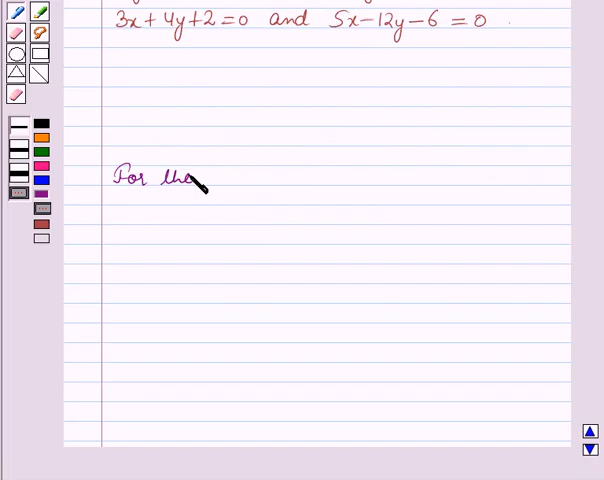 3x + 4y + 2 = 0 and 5x - 12y - 6 = 0
For the